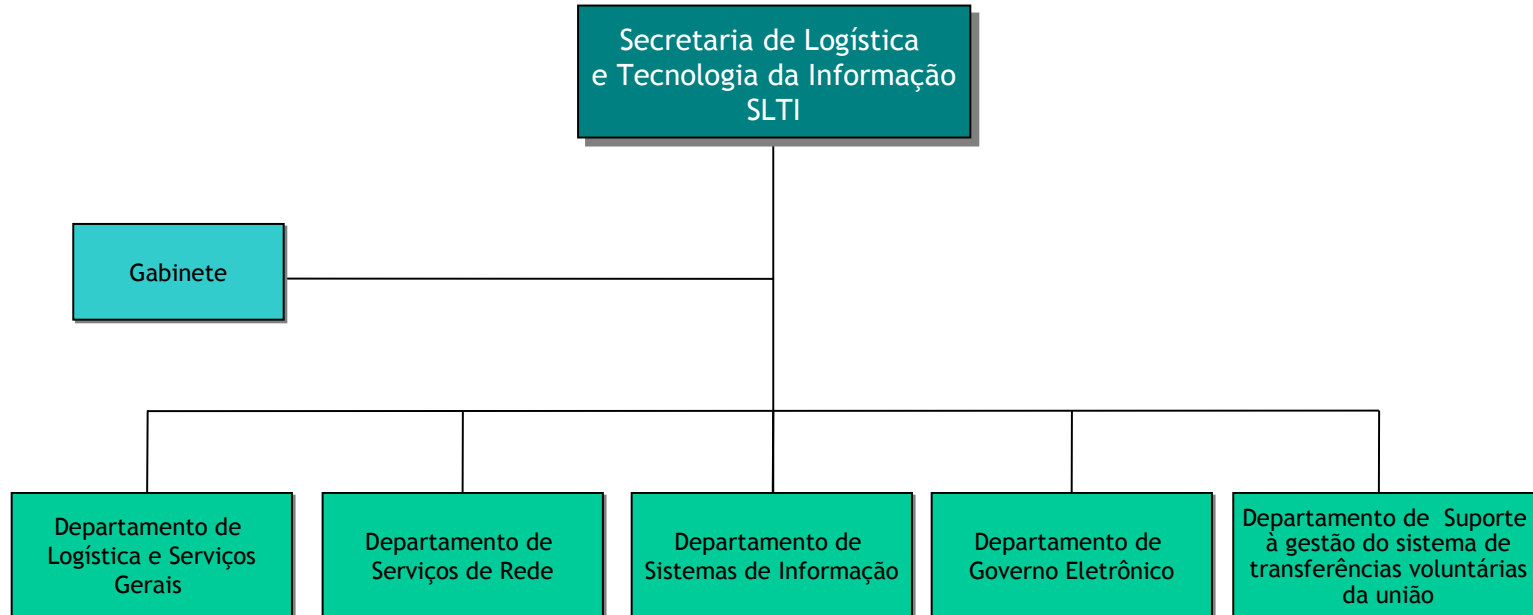 Secretaria de Logística
e Tecnologia da Informação
SLTI
Gabinete
Departamento de
Logística e Serviços
Gerais
Departamento de
Serviços de Rede
Departamento de
Sistemas de Informação
Departamento de
Governo Eletrônico
Departamento de Suporte
à gestão do sistema de
transferências voluntárias
da união